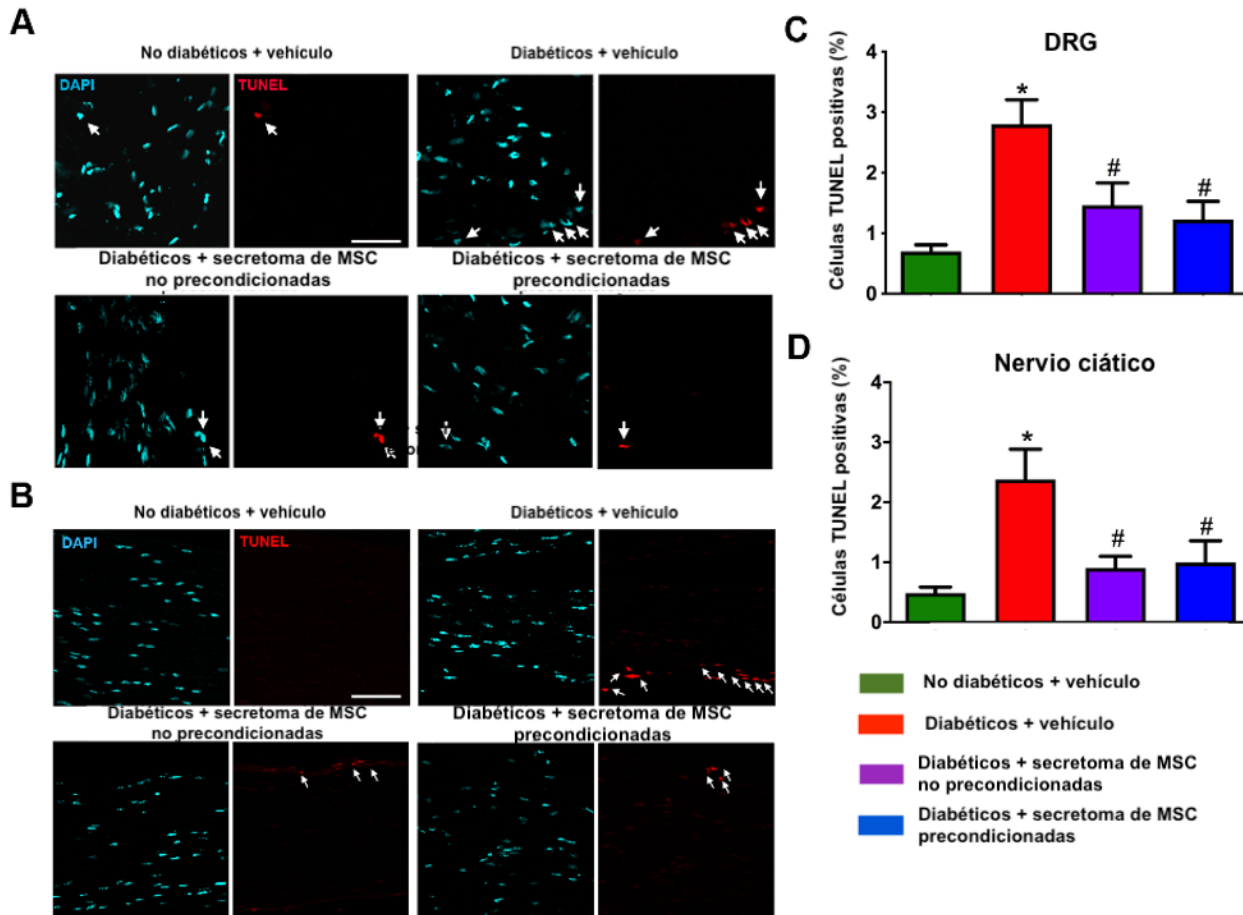 A
No diabéticos + vehículo
Diabéticos + vehículo
DAPI
TUNEL
Diabéticos + secretoma de MSC
no precondicionadas
Diabéticos + secretoma de MSC
precondicionadas
B
No diabéticos + vehículo
Diabéticos + vehículo
DAPI
TUNEL
Diabéticos + secretoma de MSC
no precondicionadas
Diabéticos + secretoma de MSC
precondicionadas
C
DRG
Células TUNEL positivas (%)
4
3
2
1
0
*
#
#
D
Nervio ciático
Células TUNEL positivas (%)
4
3
2
1
0
*
#
#
No diabéticos + vehículo
Diabéticos + vehículo
Diabéticos + secretoma de MSC
no precondicionadas
Diabéticos + secretoma de MSC
precondicionadas